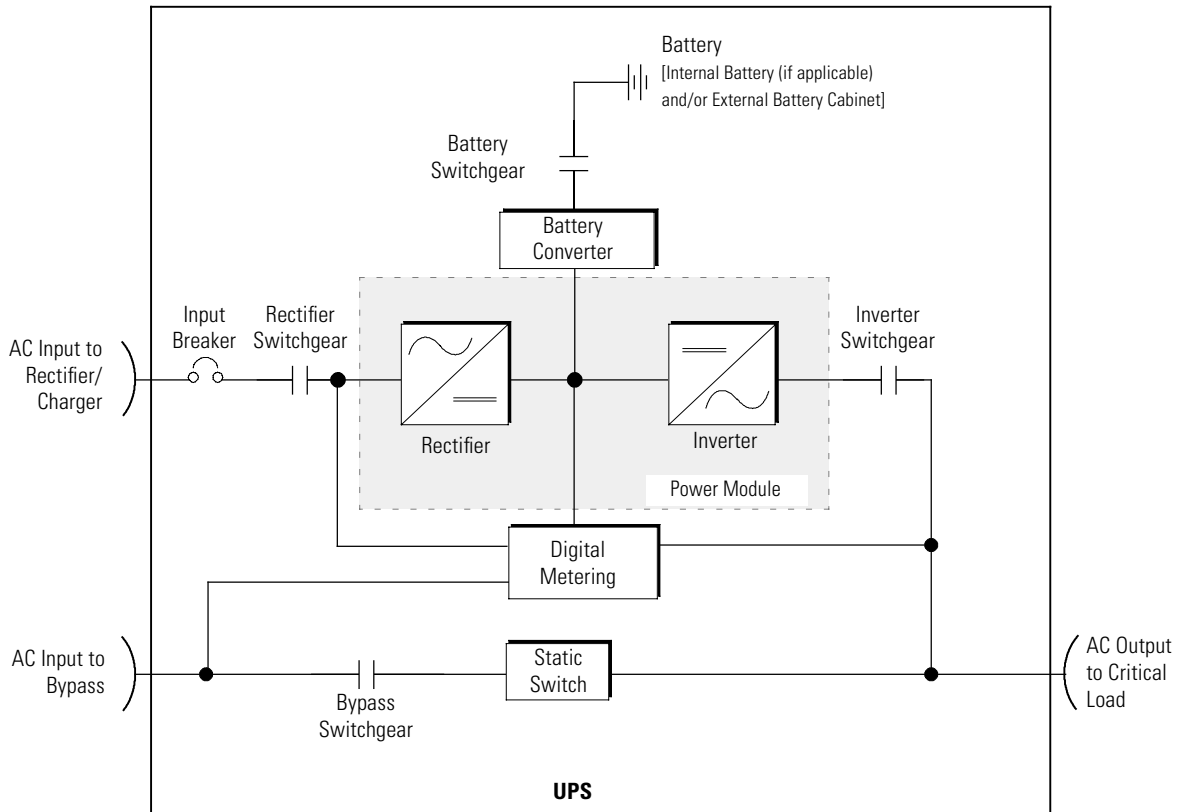 Battery
[Internal Battery (if applicable)
and/or External Battery Cabinet]
Battery
Switchgear
Battery
Converter
Input
Breaker
Rectifier
Switchgear
Inverter
Switchgear
AC Input to
Rectifier/
Charger
Rectifier
Inverter
Power Module
Digital
Metering
AC Input to
Bypass
Bypass
Switchgear
Static
Switch
AC Output
to Critical
Load
UPS